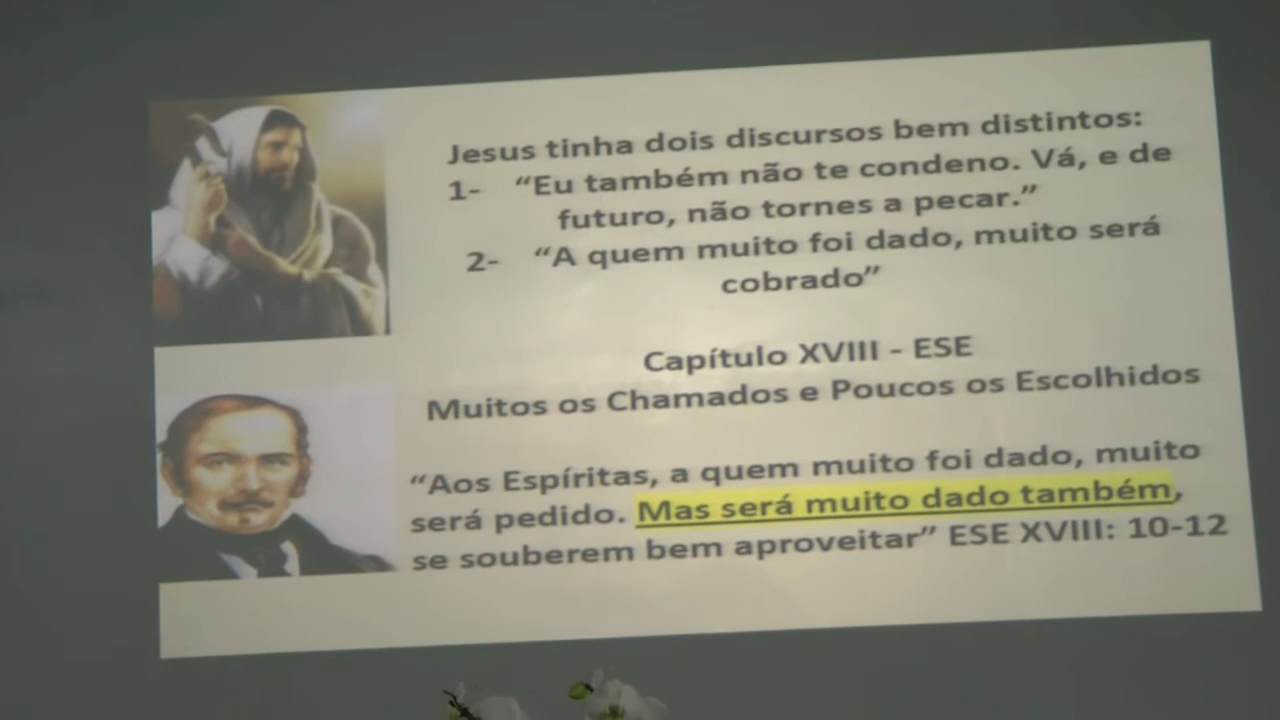 Jesus tinha dois discursos bem distintos:
1- “Eu também não te condeno. Vá, e de
futuro, não tornes a pecar.”
2- “A quem muito foi dado, muito será
cobrado”
Capítulo XVIII - ESE
Muitos os Chamados e Poucos os Escolhidos
“Aos Espíritas, a quem muito foi dado, muito
será pedido. Mas será muito dado também,
se souberem bem aproveitar” ESE XVIII: 10-12